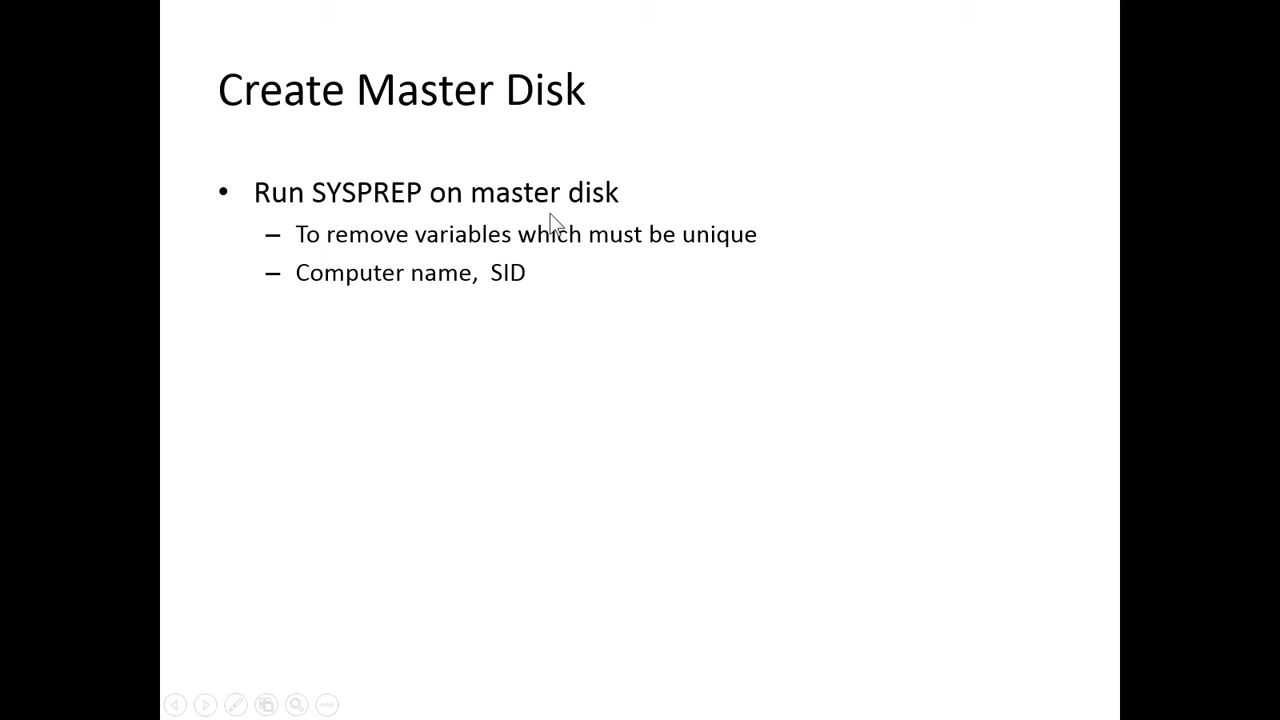 Create Master Disk
• Run SYSPREP on master disk
– To remove variables which must be unique
– Computer name,  SID